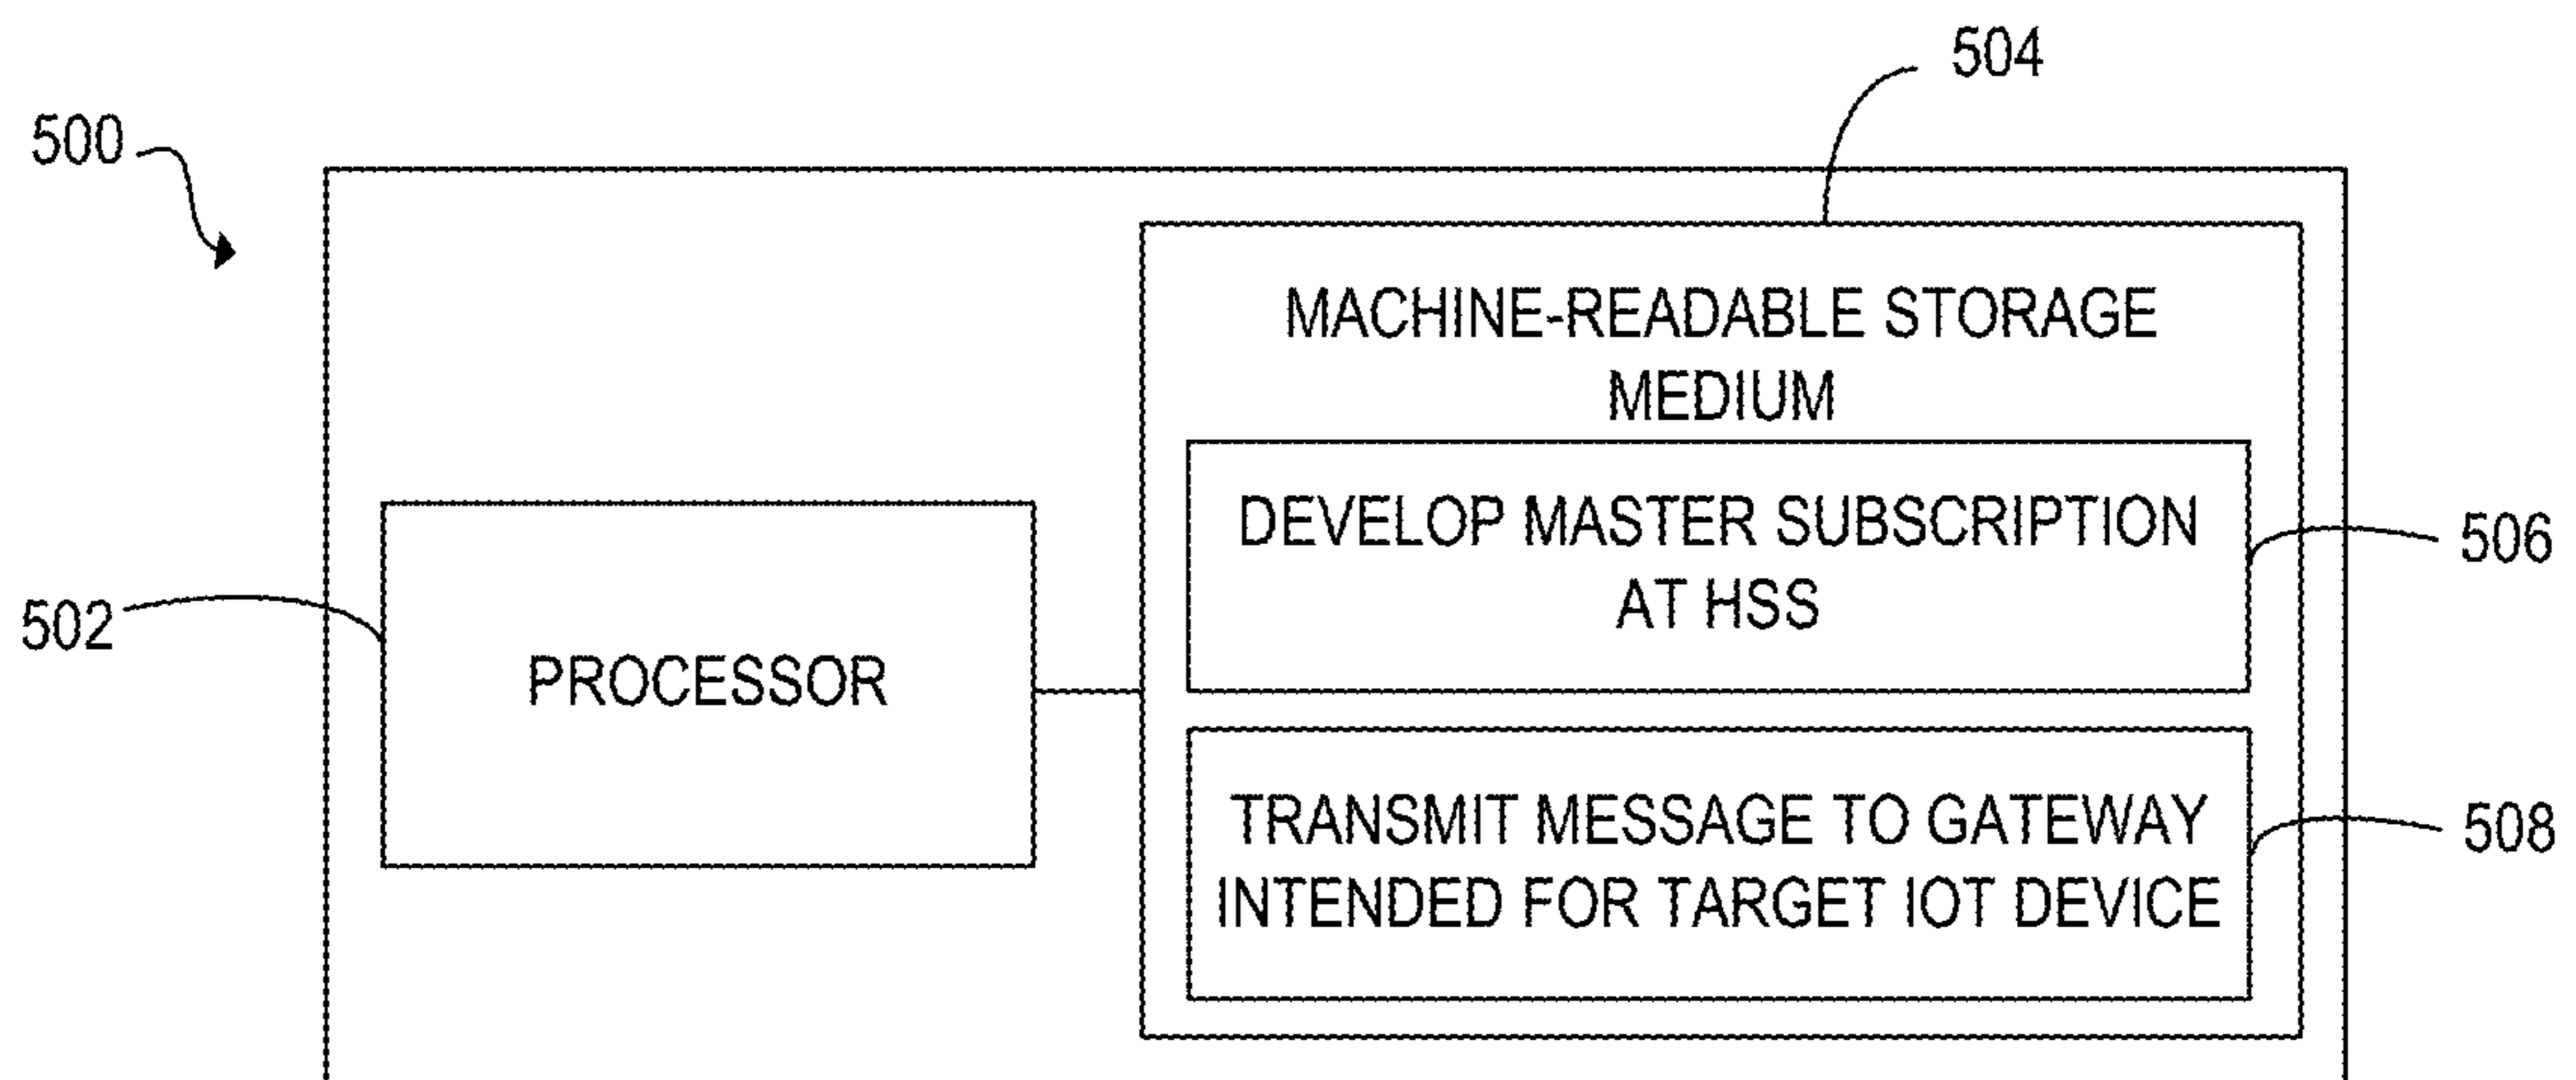 504
500
MACHINE-READABLE STORAGE
MEDIUM
DEVELOP MASTER SUBSCRIPTION
AT HSS
506
502
PROCESSOR
TRANSMIT MESSAGE TO GATEWAY
INTENDED FOR TARGET IOT DEVICE
508